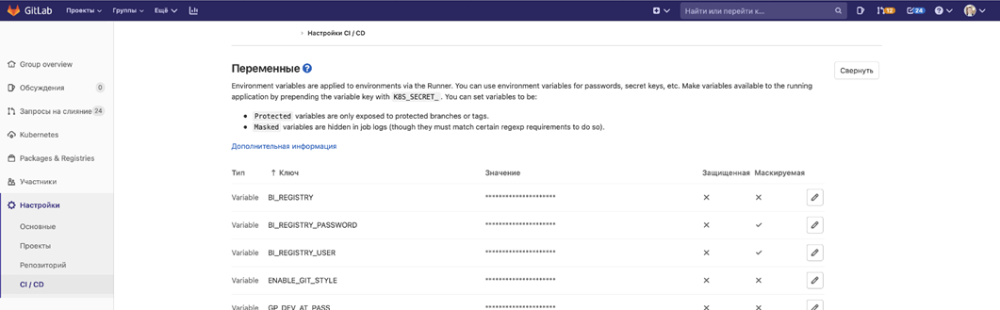 GitLab Проекты Группы Ещё Найти или перейти к... 12 24
Настройки CI / CD
Group overview
Обсуждения 0
Запросы на слияние 24
Kubernetes
Packages & Registries
Участники
Настройки
Основные
Проекты
Репозиторий
CI / CD
Переменные ?
Свернуть
Environment variables are applied to environments via the Runner. You can use environment variables for passwords, secret keys, etc. Make variables available to the running
application by prepending the variable key with K8S_SECRET_ . You can set variables to be:
• Protected variables are only exposed to protected branches or tags.
• Masked variables are hidden in job logs (though they must match certain regexp requirements to do so).
Дополнительная информация
Тип ↑ Ключ Значение Защищенная Маскируемая
Variable BI_REGISTRY ********************* ✕ ✕
Variable BI_REGISTRY_PASSWORD ********************* ✕ ✓
Variable BI_REGISTRY_USER ********************* ✕ ✓
Variable ENABLE_GIT_STYLE ********************* ✕ ✕
Variable GP_DEV_AT_PASS ********************* ✕ ✕